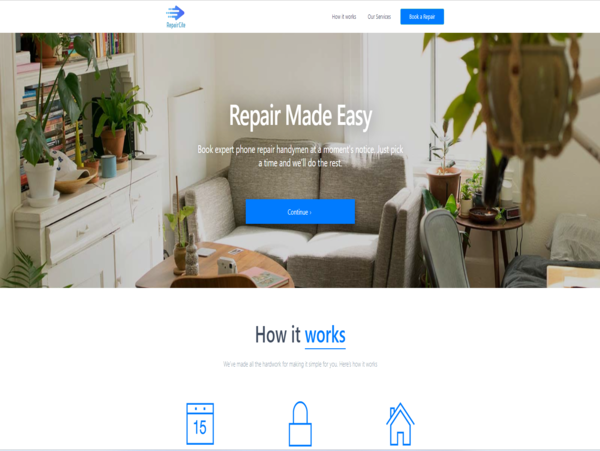 How it works
Our Services
Book a Repair
RepairLite
Repair Made Easy
Book expert phone repair handymen at a moment's notice. Just pick
a time and we'll do the rest.
Continue ›
How it works
We've made all the hardwork for making it simple for you. Here's how it works.
15